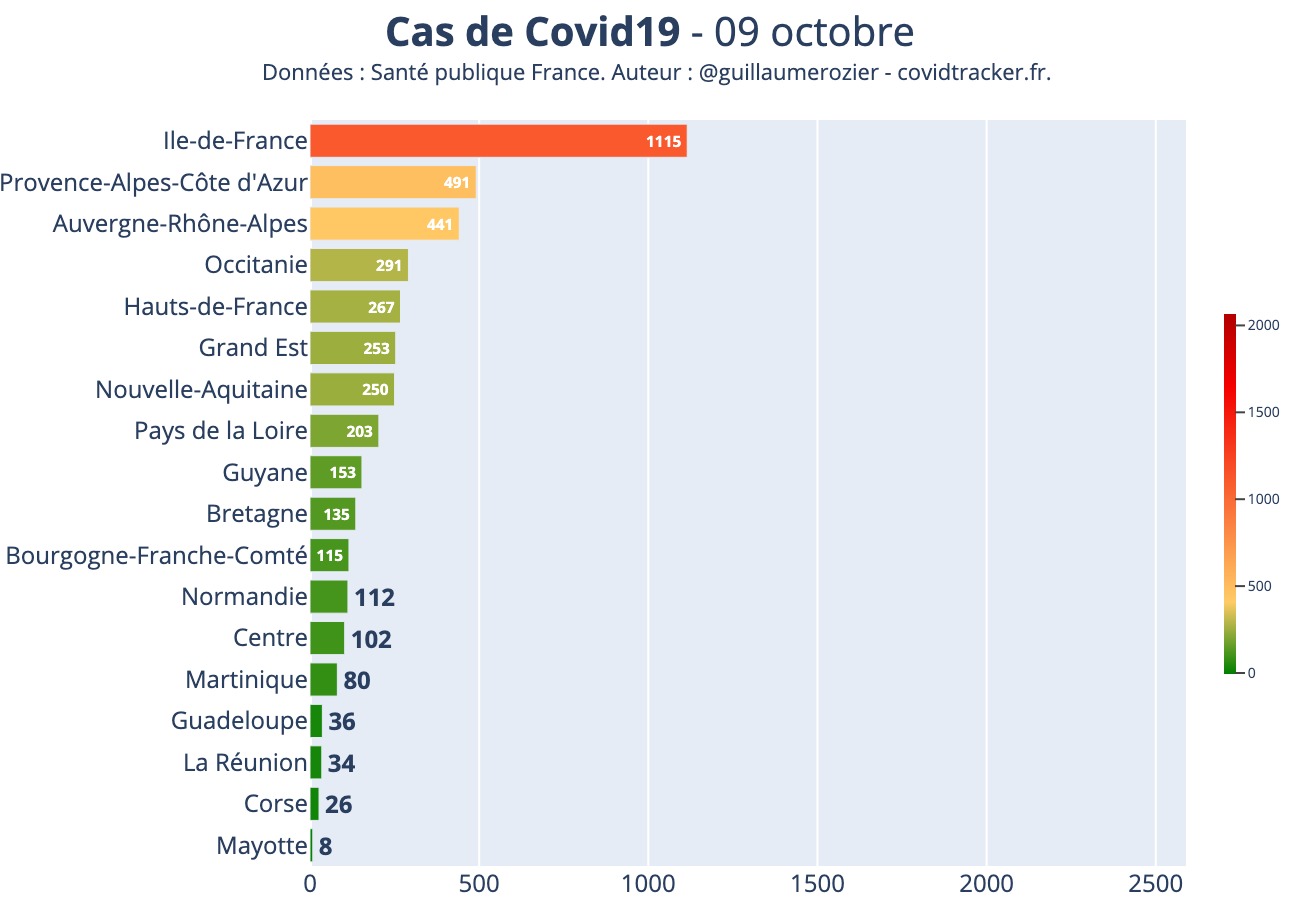 Cas de Covid19 - 09 octobre
Données : Santé publique France. Auteur : @guillaumerozier - covidtracker.fr.
Ile-de-France 1115
Provence-Alpes-Côte d'Azur 491
Auvergne-Rhône-Alpes 441
Occitanie 291
Hauts-de-France 267
Grand Est 253
Nouvelle-Aquitaine 250
Pays de la Loire 203
Guyane 153
Bretagne 135
Bourgogne-Franche-Comté 115
Normandie 112
Centre 102
Martinique 80
Guadeloupe 36
La Réunion 34
Corse 26
Mayotte 8
0 500 1000 1500 2000 2500
2000
1500
1000
500
0